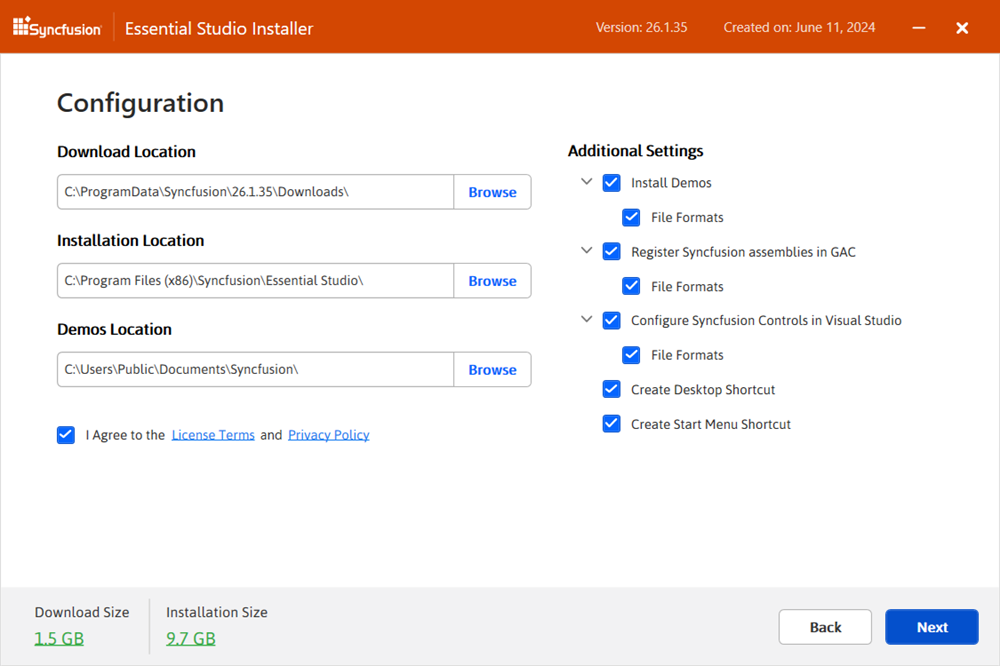 Syncfusion
Essential Studio Installer
Version: 26.1.35
Created on: June 11, 2024
Configuration
Download Location
C:\ProgramData\Syncfusion\26.1.35\Downloads\
Browse
Installation Location
C:\Program Files (x86)\Syncfusion\Essential Studio\
Browse
Demos Location
C:\Users\Public\Documents\Syncfusion\
Browse
I Agree to the License Terms and Privacy Policy
Additional Settings
Install Demos
File Formats
Register Syncfusion assemblies in GAC
File Formats
Configure Syncfusion Controls in Visual Studio
File Formats
Create Desktop Shortcut
Create Start Menu Shortcut
Download Size
1.5 GB
Installation Size
9.7 GB
Back
Next